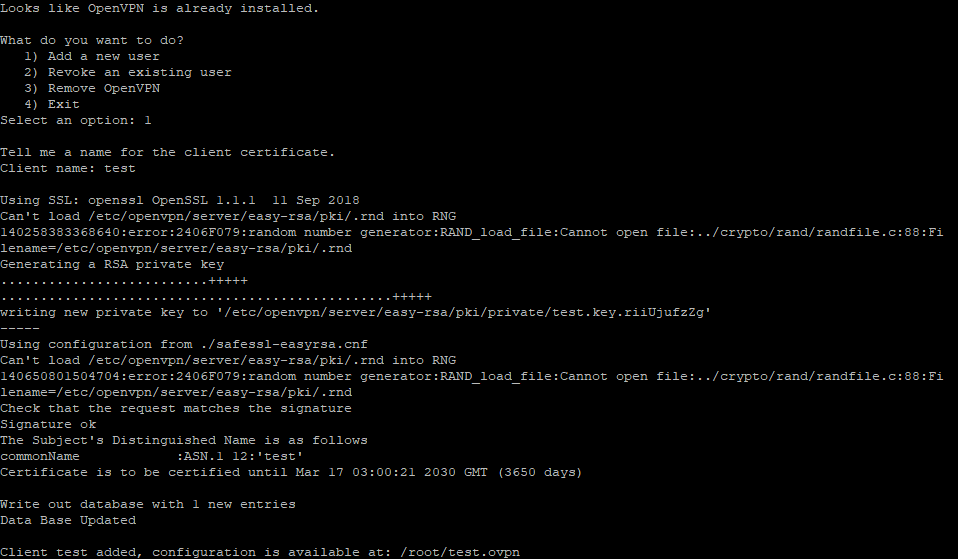 Looks like OpenVPN is already installed.
What do you want to do?
1) Add a new user
2) Revoke an existing user
3) Remove OpenVPN
4) Exit
Select an option: 1
Tell me a name for the client certificate.
Client name: test
Using SSL: openssl OpenSSL 1.1.1  11 Sep 2018
Can't load /etc/openvpn/server/easy-rsa/pki/.rnd into RNG
140258383368640:error:2406F079:random number generator:RAND_load_file:Cannot open file:../crypto/rand/randfile.c:88:Fi
lename=/etc/openvpn/server/easy-rsa/pki/.rnd
Generating a RSA private key
..........................+++++
.................................................+++++
writing new private key to '/etc/openvpn/server/easy-rsa/pki/private/test.key.riiUjufzZg'
-----
Using configuration from ./safessl-easyrsa.cnf
Can't load /etc/openvpn/server/easy-rsa/pki/.rnd into RNG
140650801504704:error:2406F079:random number generator:RAND_load_file:Cannot open file:../crypto/rand/randfile.c:88:Fi
lename=/etc/openvpn/server/easy-rsa/pki/.rnd
Check that the request matches the signature
Signature ok
The Subject's Distinguished Name is as follows
commonName            :ASN.1 12:'test'
Certificate is to be certified until Mar 17 03:00:21 2030 GMT (3650 days)
Write out database with 1 new entries
Data Base Updated
Client test added, configuration is available at: /root/test.ovpn